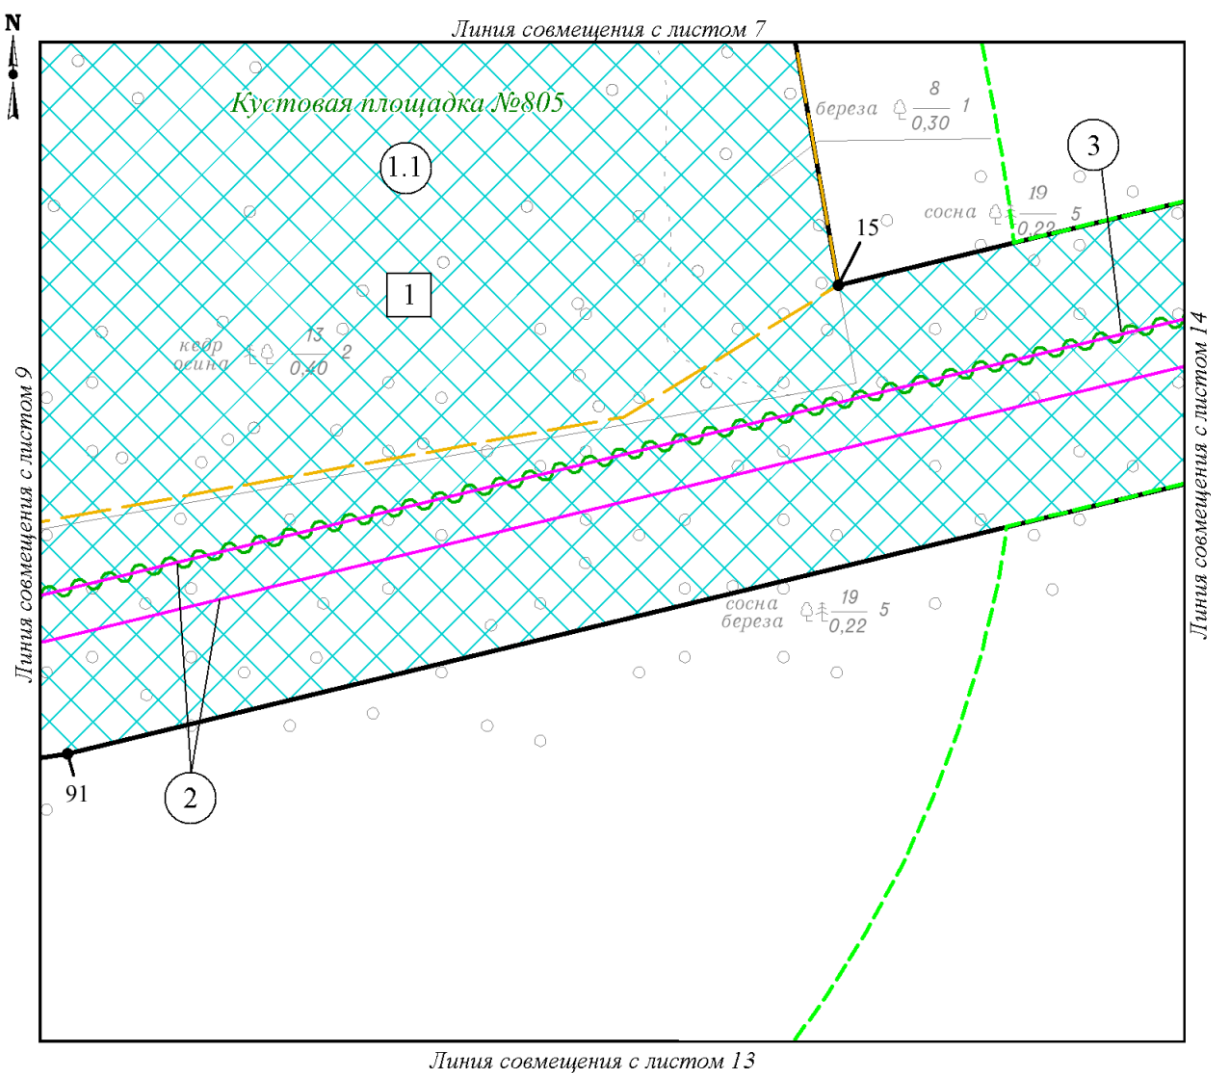 N
Линия совмещения с листом 7
Кустовая площадка №805
береза 8 1
0,30
1.1
3
сосна 19 5
0,22
15
1
кедр 13 2
осина 0,40
Линия совмещения с листом 9
Линия совмещения с листом 14
сосна 19 5
береза 0,22
91
2
Линия совмещения с листом 13